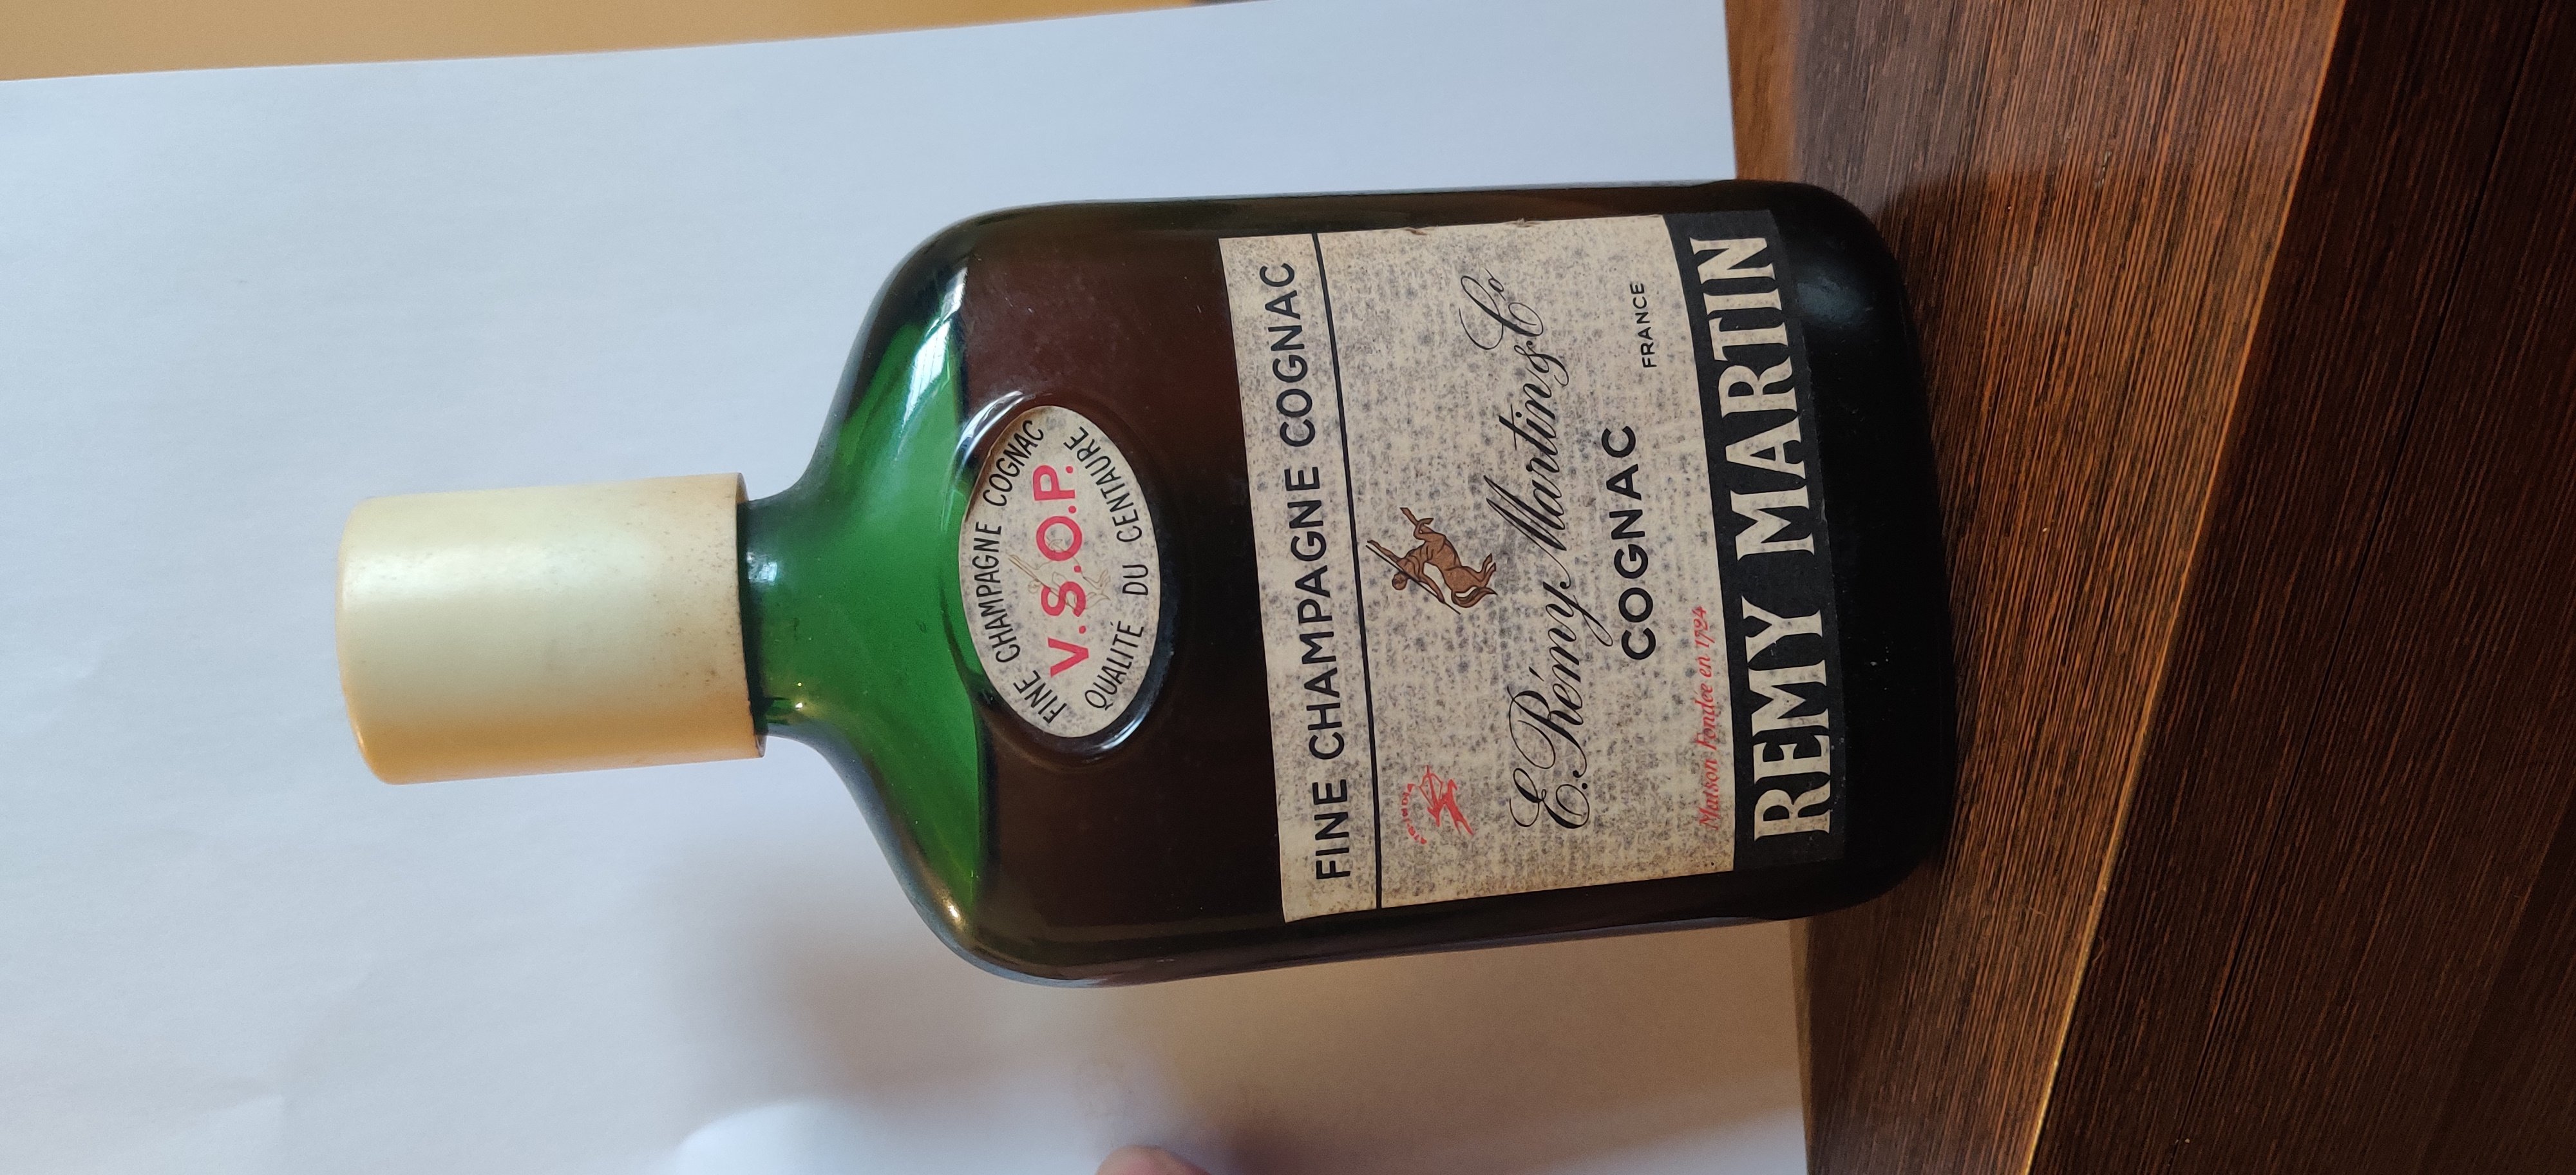 FINE CHAMPAGNE COGNAC
V.S.O.P.
QUALITÉ DU CENTAURE
FINE CHAMPAGNE COGNAC
E. Rémy Martin & Co
COGNAC
FRANCE
Maison Fondée en 1724
REMY MARTIN